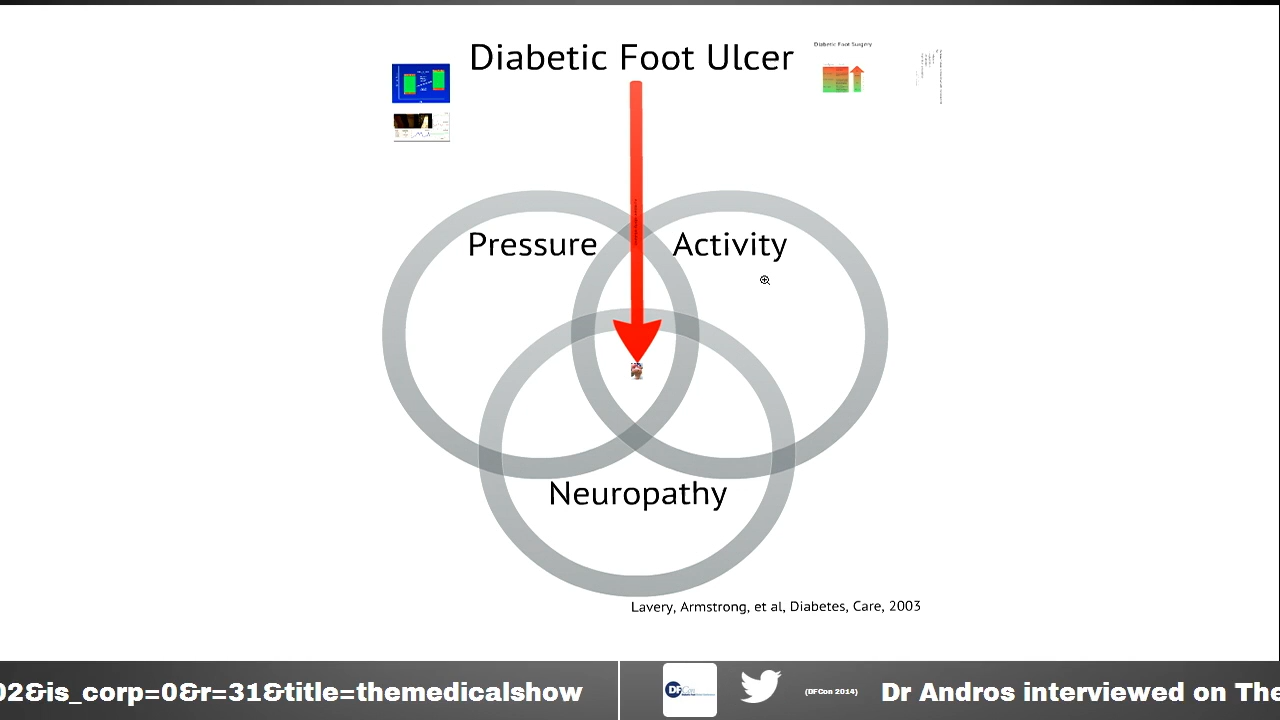 Diabetic Foot Ulcer
Diabetic Foot Surgery
Pressure
Activity
Neuropathy
Lavery, Armstrong, et al, Diabetes, Care, 2003
02&is_corp=0&r=31&title=themedicalshow
DFCon
(DFCon 2014)
Dr Andros interviewed on The